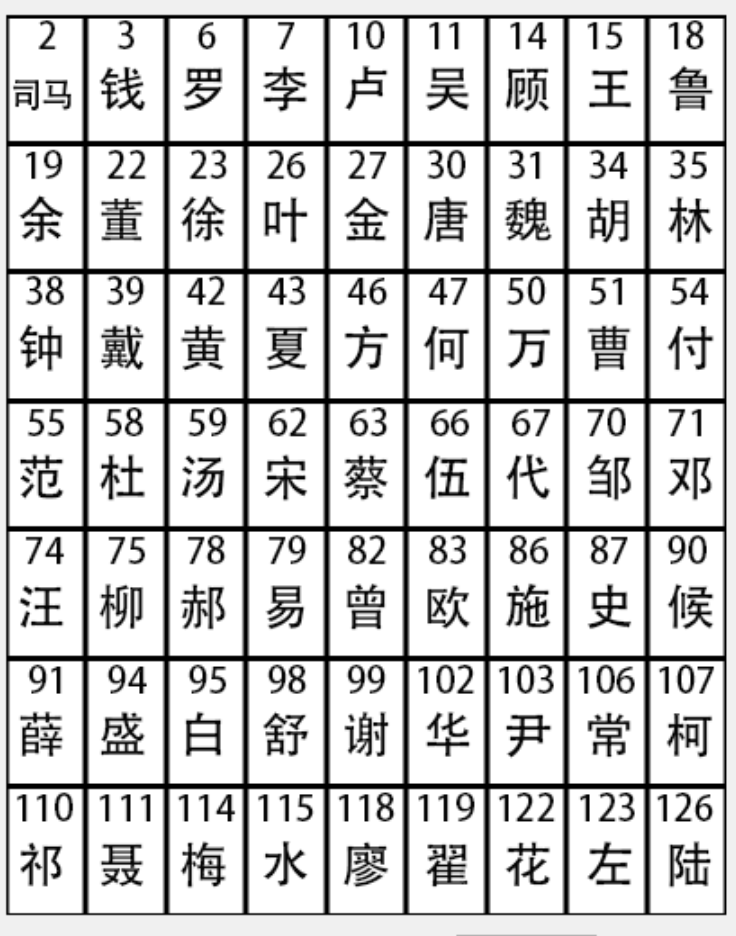 2 3 6 7 10 11 14 15 18
司马 钱 罗 李 卢 吴 顾 王 鲁
19 22 23 26 27 30 31 34 35
余 董 徐 叶 金 唐 魏 胡 林
38 39 42 43 46 47 50 51 54
钟 戴 黄 夏 方 何 万 曹 付
55 58 59 62 63 66 67 70 71
范 杜 汤 宋 蔡 伍 代 邹 邓
74 75 78 79 82 83 86 87 90
汪 柳 郝 易 曾 欧 施 史 候
91 94 95 98 99 102 103 106 107
薛 盛 白 舒 谢 华 尹 常 柯
110 111 114 115 118 119 122 123 126
祁 聂 梅 水 廖 翟 花 左 陆